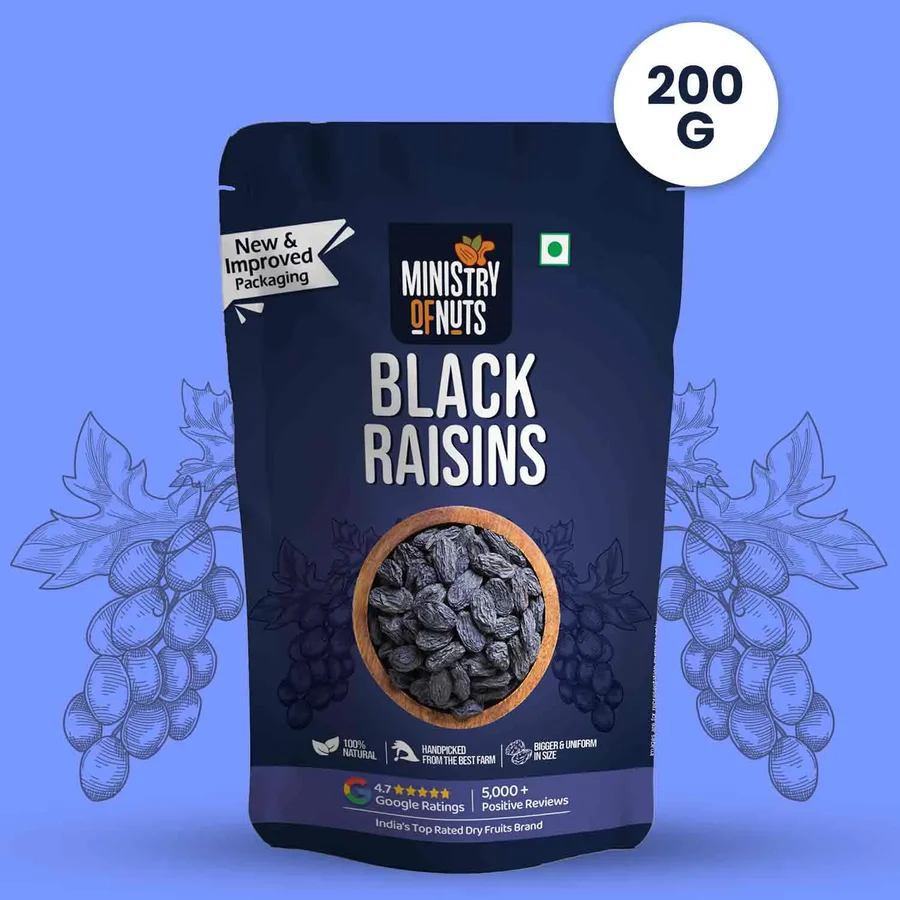 200
G
New &
Improved
Packaging
MINISTRY
OF NUTS
BLACK
RAISINS
100%
NATURAL
HANDPICKED
FROM THE BEST FARM
BIGGER & UNIFORM
IN SIZE
4.7
Google Ratings
5,000 +
Positive Reviews
India's Top Rated Dry Fruits Brand